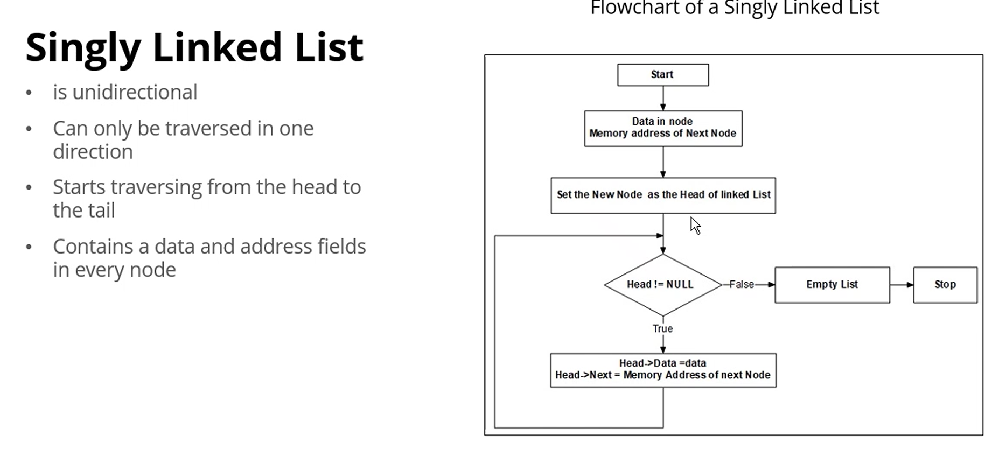 Flowchart of a Singly Linked List
Singly Linked List
• is unidirectional
• Can only be traversed in one
direction
• Starts traversing from the head to
the tail
• Contains a data and address fields
in every node
Start
Data in node
Memory address of Next Node
Set the New Node as the Head of linked List
Head != NULL
False
Empty List
Stop
True
Head->Data =data
Head->Next = Memory Address of next Node